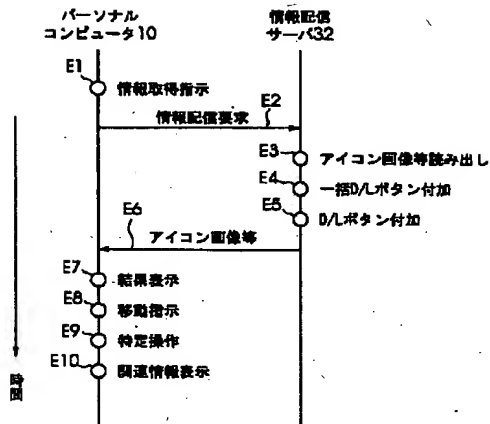 パーソナル
コンピュータ10
情報配信
サーバ32
E1
情報取得指示
E2
情報配信要求
E3
アイコン画像等読み出し
E4
一括D/Lボタン付加
E5
D/Lボタン付加
E6
アイコン画像等
E7
結果表示
E8
移動指示
E9
特定操作
E10
関連情報表示
時間